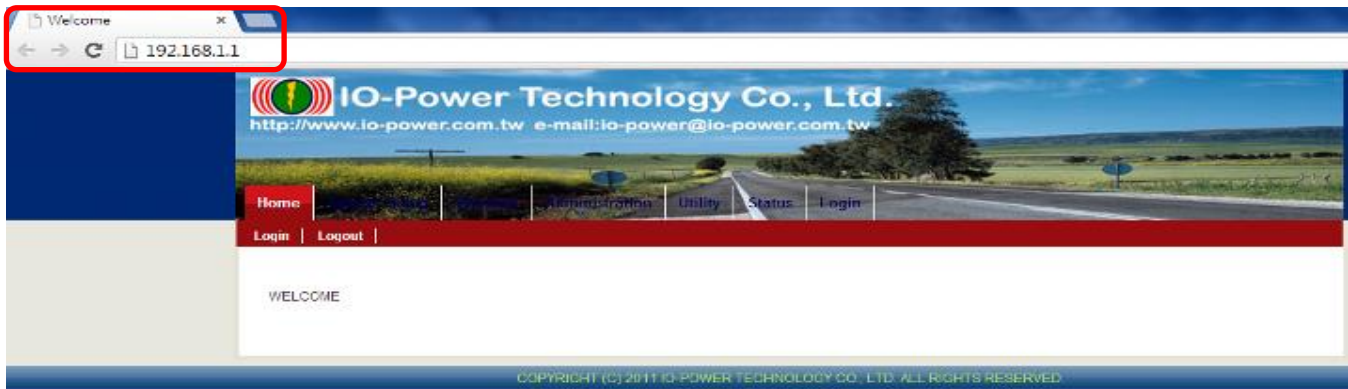 Welcome
192.168.1.1
IO-Power Technology Co., Ltd.
http://www.io-power.com.tw e-mail:io-power@io-power.com.tw
Home Administration Utility Status Login
Login | Logout |
WELCOME
COPYRIGHT (C) 2011 IO-POWER TECHNOLOGY CO., LTD. ALL RIGHTS RESERVED